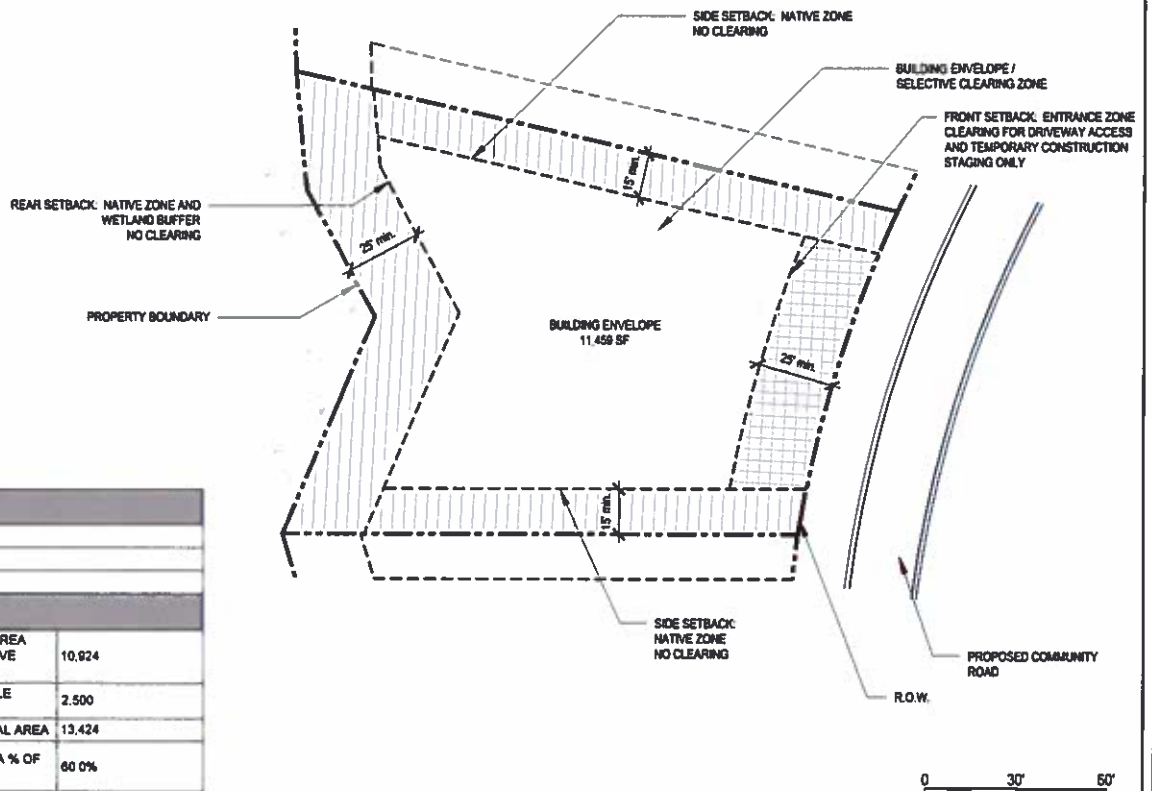 SIDE SETBACK: NATIVE ZONE
NO CLEARING
BUILDING ENVELOPE /
SELECTIVE CLEARING ZONE
FRONT SETBACK: ENTRANCE ZONE
CLEARING FOR DRIVEWAY ACCESS
AND TEMPORARY CONSTRUCTION
STAGING ONLY
15' min.
REAR SETBACK: NATIVE ZONE AND
WETLAND BUFFER
NO CLEARING
25' min.
PROPERTY BOUNDARY
BUILDING ENVELOPE
11,459 SF
25' min.
15' min.
SIDE SETBACK:
NATIVE ZONE
NO CLEARING
PROPOSED COMMUNITY
ROAD
R.O.W.
REA
VE
10,924
LE
2,500
AL AREA 13,424
A % OF
60.0%
0 30' 60'